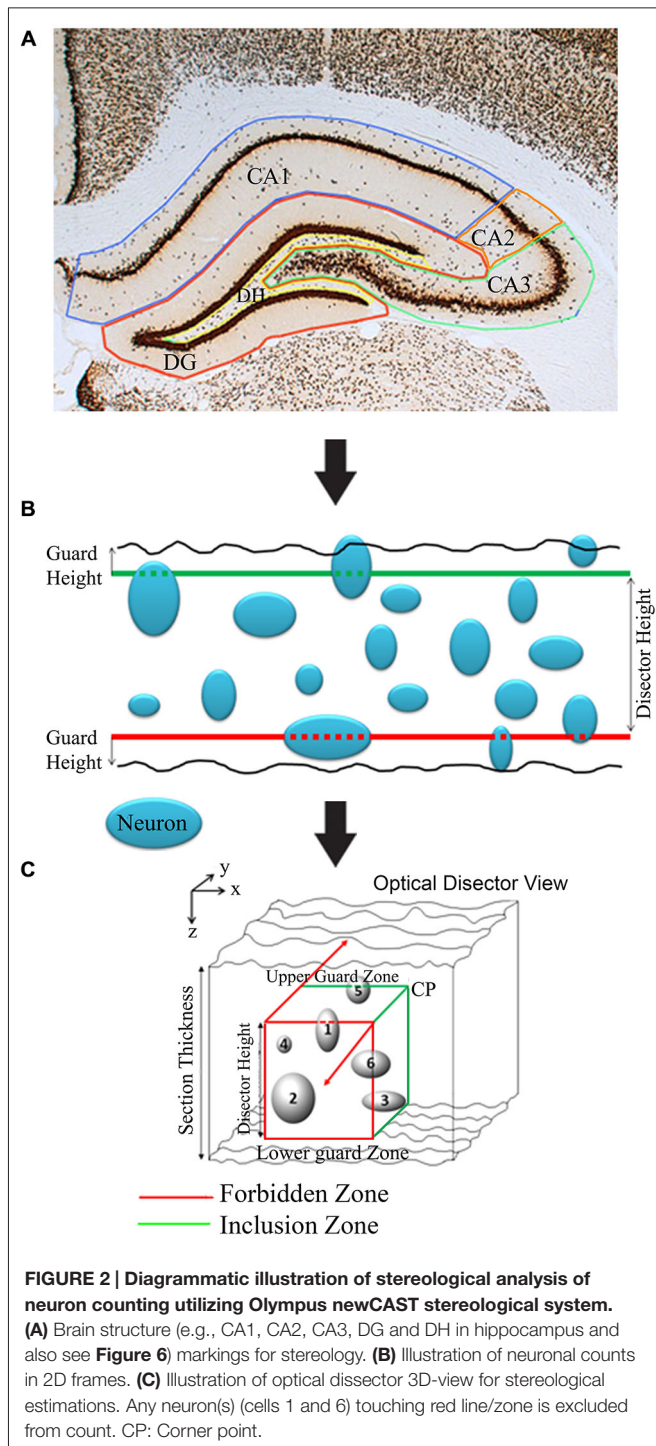 A
CA1
CA2
CA3
DH
DG
B
Guard
Height
Disector Height
Guard
Height
Neuron
C
y
x
z
Optical Disector View
Upper Guard Zone
CP
5
1
4
6
2
3
Section Thickness
Disector Height
Lower guard Zone
Forbidden Zone
Inclusion Zone
FIGURE 2 | Diagrammatic illustration of stereological analysis of
neuron counting utilizing Olympus newCAST stereological system.
(A) Brain structure (e.g., CA1, CA2, CA3, DG and DH in hippocampus and
also see Figure 6) markings for stereology. (B) Illustration of neuronal counts
in 2D frames. (C) Illustration of optical dissector 3D-view for stereological
estimations. Any neuron(s) (cells 1 and 6) touching red line/zone is excluded
from count. CP: Corner point.